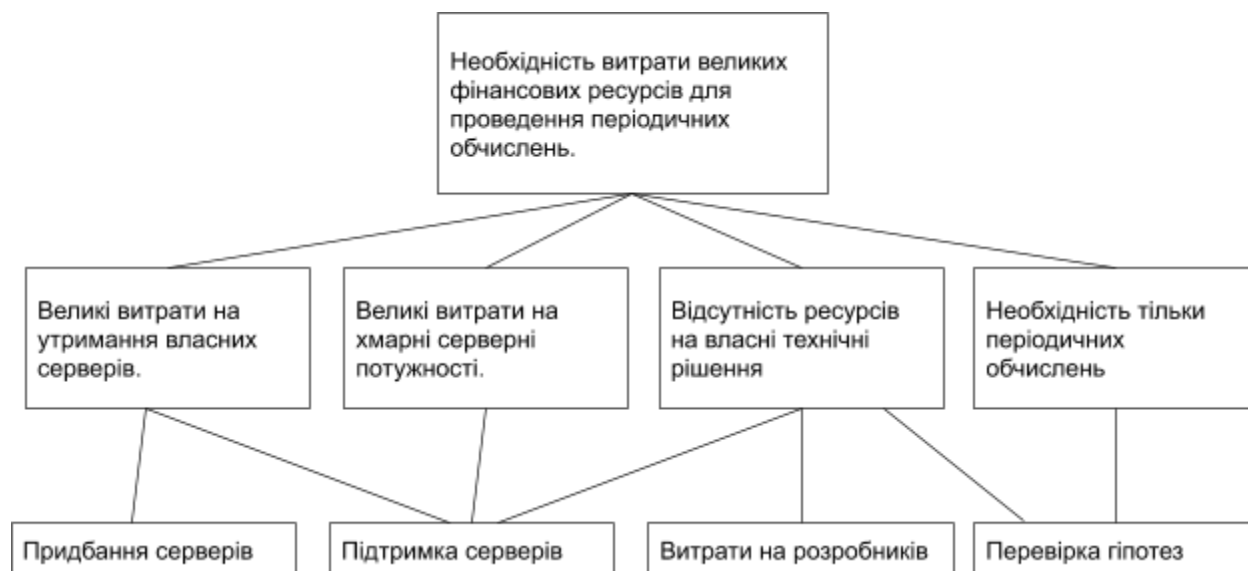 Необхідність витрати великих
фінансових ресурсів для
проведення періодичних
обчислень.
Великі витрати на
утримання власних
серверів.
Великі витрати на
хмарні серверні
потужності.
Відсутність ресурсів
на власні технічні
рішення
Необхідність тільки
періодичних
обчислень
Придбання серверів
Підтримка серверів
Витрати на розробників
Перевірка гіпотез